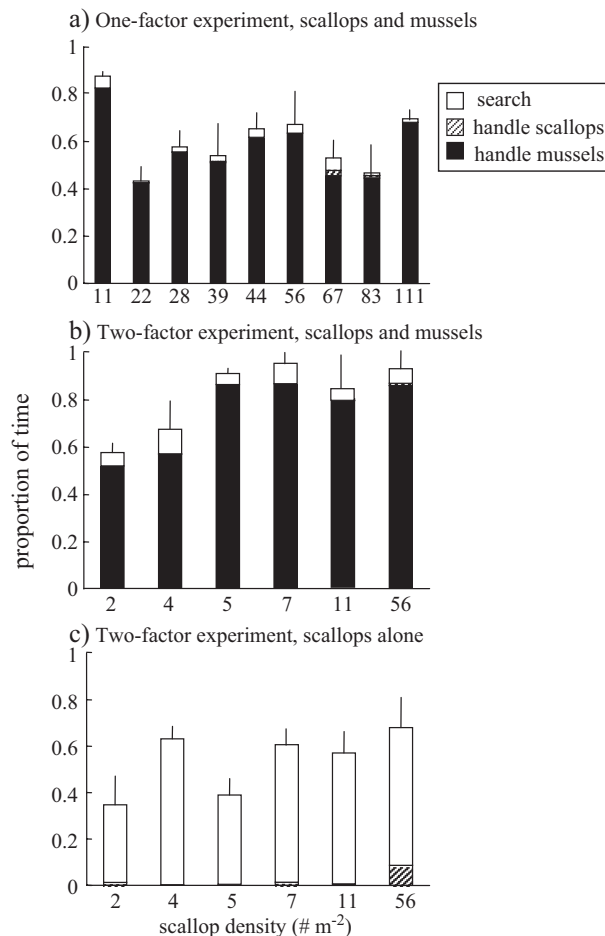 a) One-factor experiment, scallops and mussels
1
0.8
0.6
0.4
0.2
0
11 22 28 39 44 56 67 83 111
search
handle scallops
handle mussels
b) Two-factor experiment, scallops and mussels
1
0.8
0.6
0.4
0.2
0
2 4 5 7 11 56
proportion of time
c) Two-factor experiment, scallops alone
1
0.8
0.6
0.4
0.2
0
2 4 5 7 11 56
scallop density (# m⁻²)